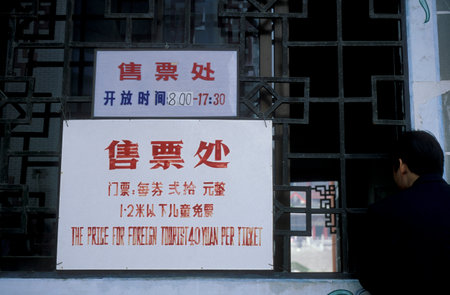 售票处
开放时间:8:00-17:30
售票处
门票:每券贰拾元整
1·2米以下儿童免票
THE PRICE FOR FOREIGN TOURIST 40 YUAN PER TICKET